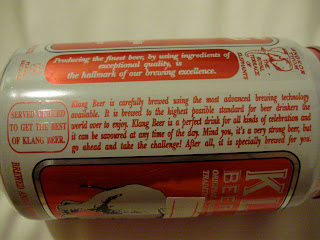 Producing the finest beer, by using ingredients of
exceptional quality, is
the hallmark of our brewing excellence.
SERVED CHILLED
TO GET THE BEST
OF KLANG BEER.
Klang Beer is carefully brewed using the most advanced brewing technology
available. It is brewed to the highest possible standard for beer drinkers the
world over to enjoy. Klang Beer is a perfect drink for all kinds of celebration and
it can be savoured at any time of the day. Mind you, it's a very strong beer, but
go ahead and take the challenge! After all, it is specially brewed for you.
BREWED
KL
BEER